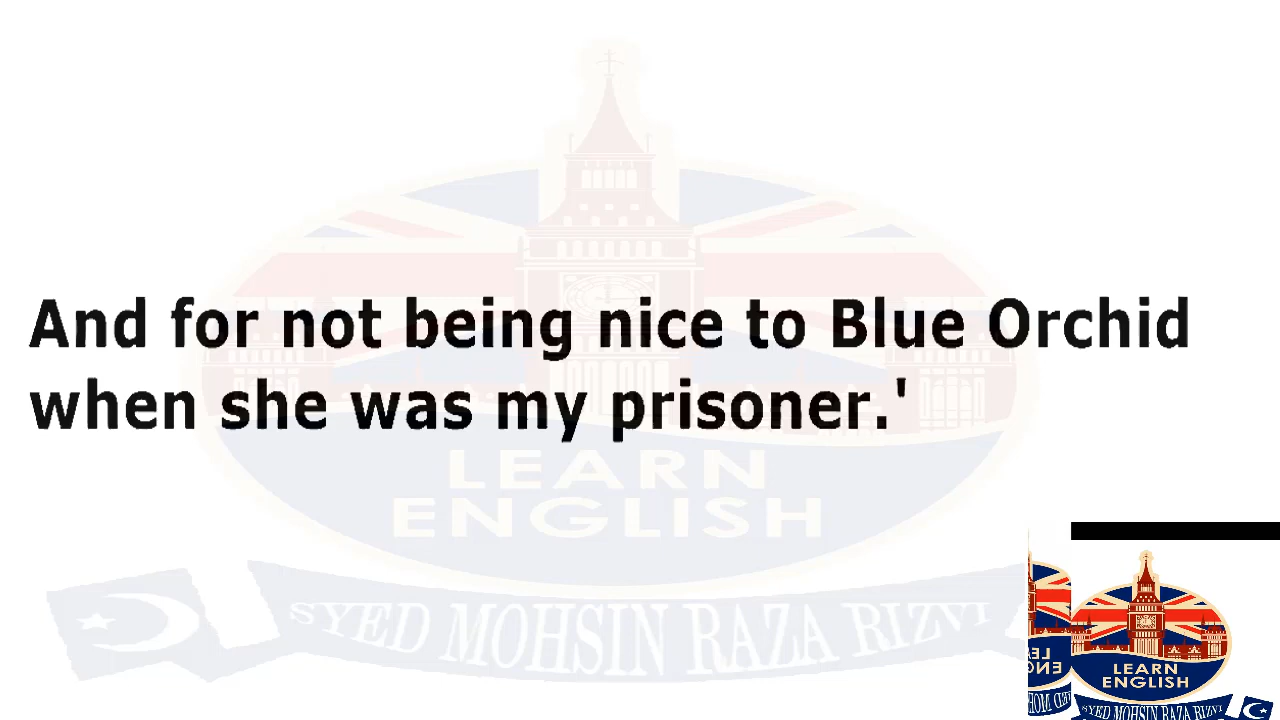 And for not being nice to Blue Orchid
when she was my prisoner.'
LEARN
ENGLISH
SYED MOHSIN RAZA RIZVI
LEARN
ENGLISH
SYED MOHSIN RAZA RIZVI